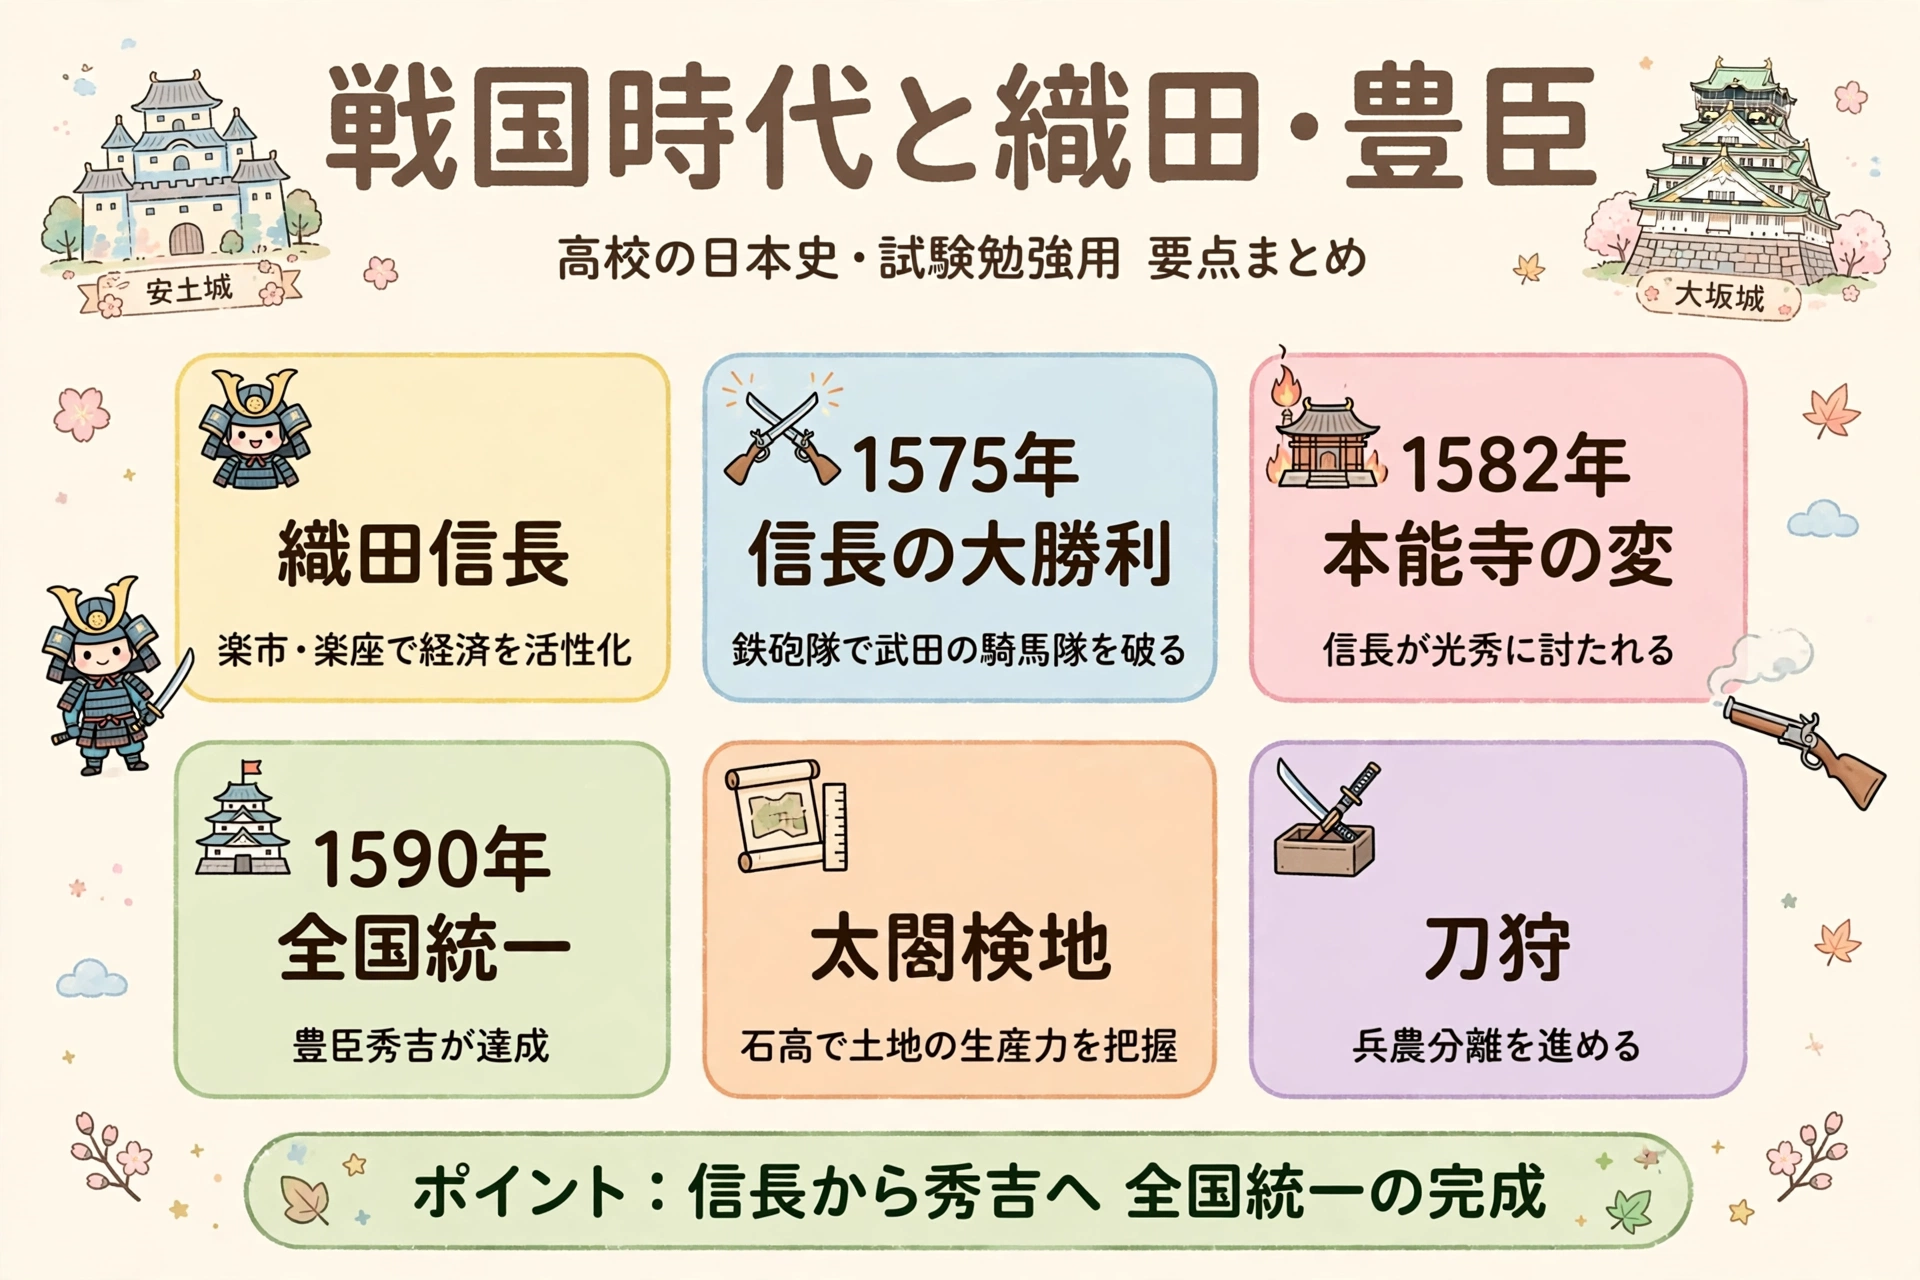 戦国時代と織田・豊臣
高校の日本史・試験勉強用 要点まとめ
安土城
大坂城
織田信長
楽市・楽座で経済を活性化
1575年
信長の大勝利
鉄砲隊で武田の騎馬隊を破る
1582年
本能寺の変
信長が光秀に討たれる
1590年
全国統一
豊臣秀吉が達成
太閤検地
石高で土地の生産力を把握
刀狩
兵農分離を進める
ポイント：信長から秀吉へ 全国統一の完成